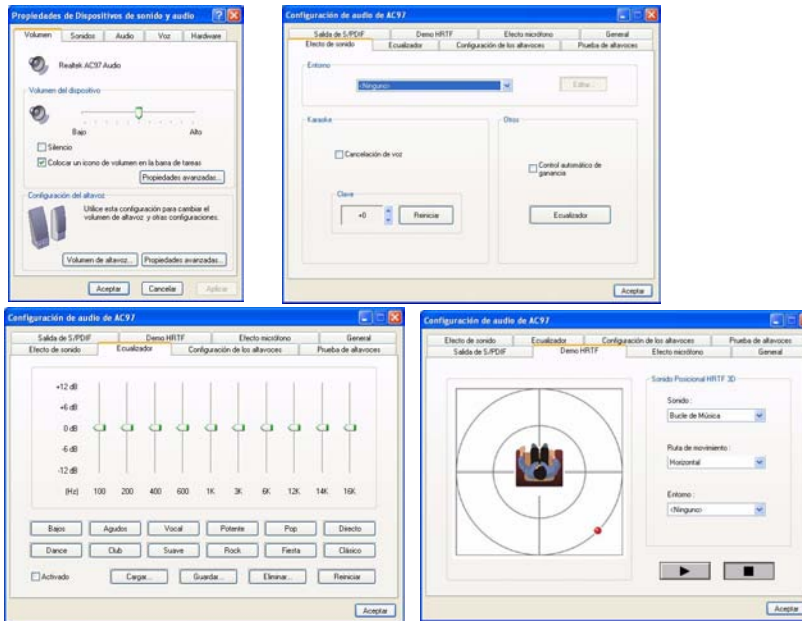 Propiedades de Dispositivos de sonido y audio
Volumen Sonidos Audio Voz Hardware
Realtek AC97 Audio
Volumen del dispositivo
Bajo Alto
Silencio
Colocar un icono de volumen en la barra de tareas
Propiedades avanzadas...
Configuración del altavoz
Utilice esta configuración para cambiar el
volumen de altavoz y otras configuraciones.
Volumen de altavoz... Propiedades avanzadas...
Aceptar Cancelar Aplicar
Configuración de audio de AC97
Salida de S/PDIF Demo HRTF Efecto micrófono General
Efecto de sonido Ecualizador Configuración de los altavoces Prueba de altavoces
Entorno
<Ninguno> Editar...
Karaoke Otros
Cancelación de voz
Control automático de
ganancia
Clave
+0 Reiniciar Ecualizador
Aceptar
Configuración de audio de AC97
Salida de S/PDIF Demo HRTF Efecto micrófono General
Efecto de sonido Ecualizador Configuración de los altavoces Prueba de altavoces
+12 dB
+6 dB
0 dB
-6 dB
-12 dB
(Hz) 100 200 400 600 1K 3K 6K 12K 14K 16K
Bajos Agudos Vocal Potente Pop Directo
Dance Club Suave Rock Fiesta Clásico
Activado Cargar... Guardar... Eliminar... Reiniciar
Aceptar
Configuración de audio de AC97
Efecto de sonido Ecualizador Configuración de los altavoces Prueba de altavoces
Salida de S/PDIF Demo HRTF Efecto micrófono General
Sonido Posicional HRTF 3D
Sonido :
Bucle de Música
Ruta de movimiento :
Horizontal
Entorno :
<Ninguno>
Aceptar